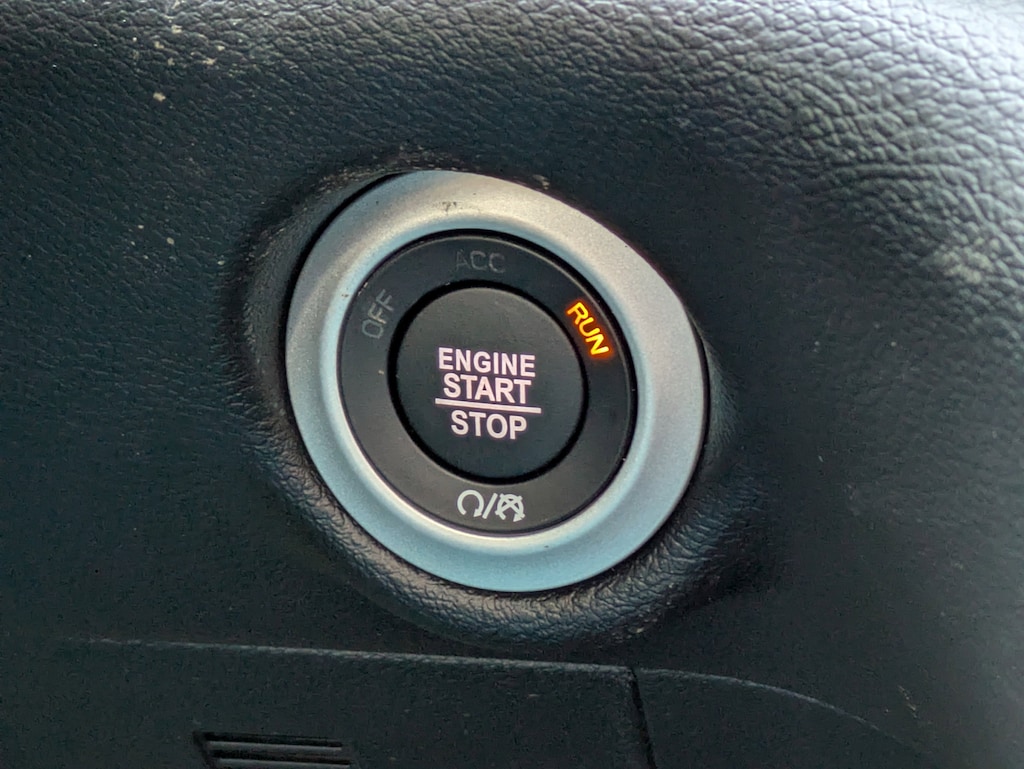 ACC
OFF
RUN
ENGINE
START
STOP